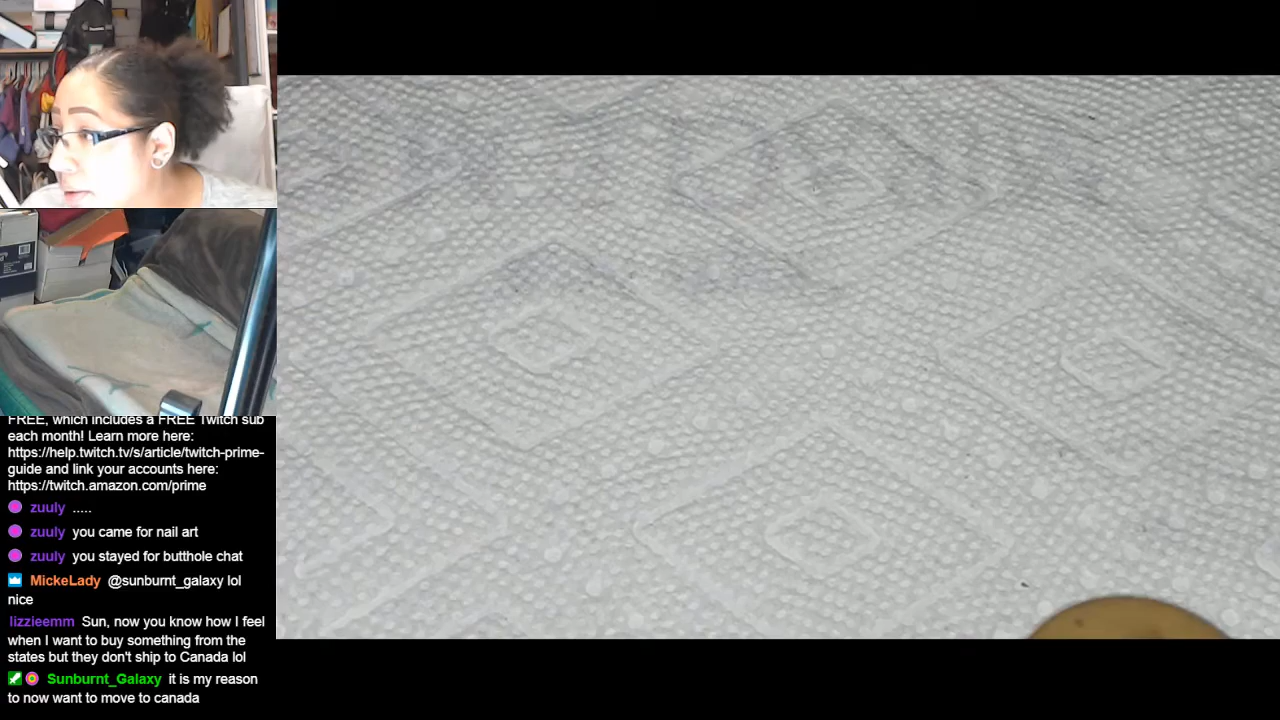 FREE, which includes a FREE Twitch sub
each month! Learn more here:
https://help.twitch.tv/s/article/twitch-prime-
guide and link your accounts here:
https://twitch.amazon.com/prime
zuuly .....
zuuly you came for nail art
zuuly you stayed for butthole chat
MickeLady @sunburnt_galaxy lol
nice
lizzieemm Sun, now you know how I feel
when I want to buy something from the
states but they don't ship to Canada lol
Sunburnt_Galaxy it is my reason
to now want to move to canada